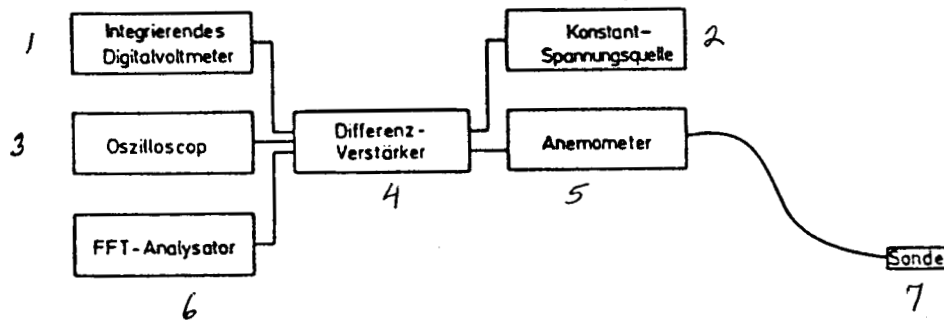 1
Integrierendes
Digitalvoltmeter
Konstant-
Spannungsquelle
2
3
Oszilloscop
Differenz-
Verstärker
4
Anemometer
5
FFT-Analysator
6
Sonde
7